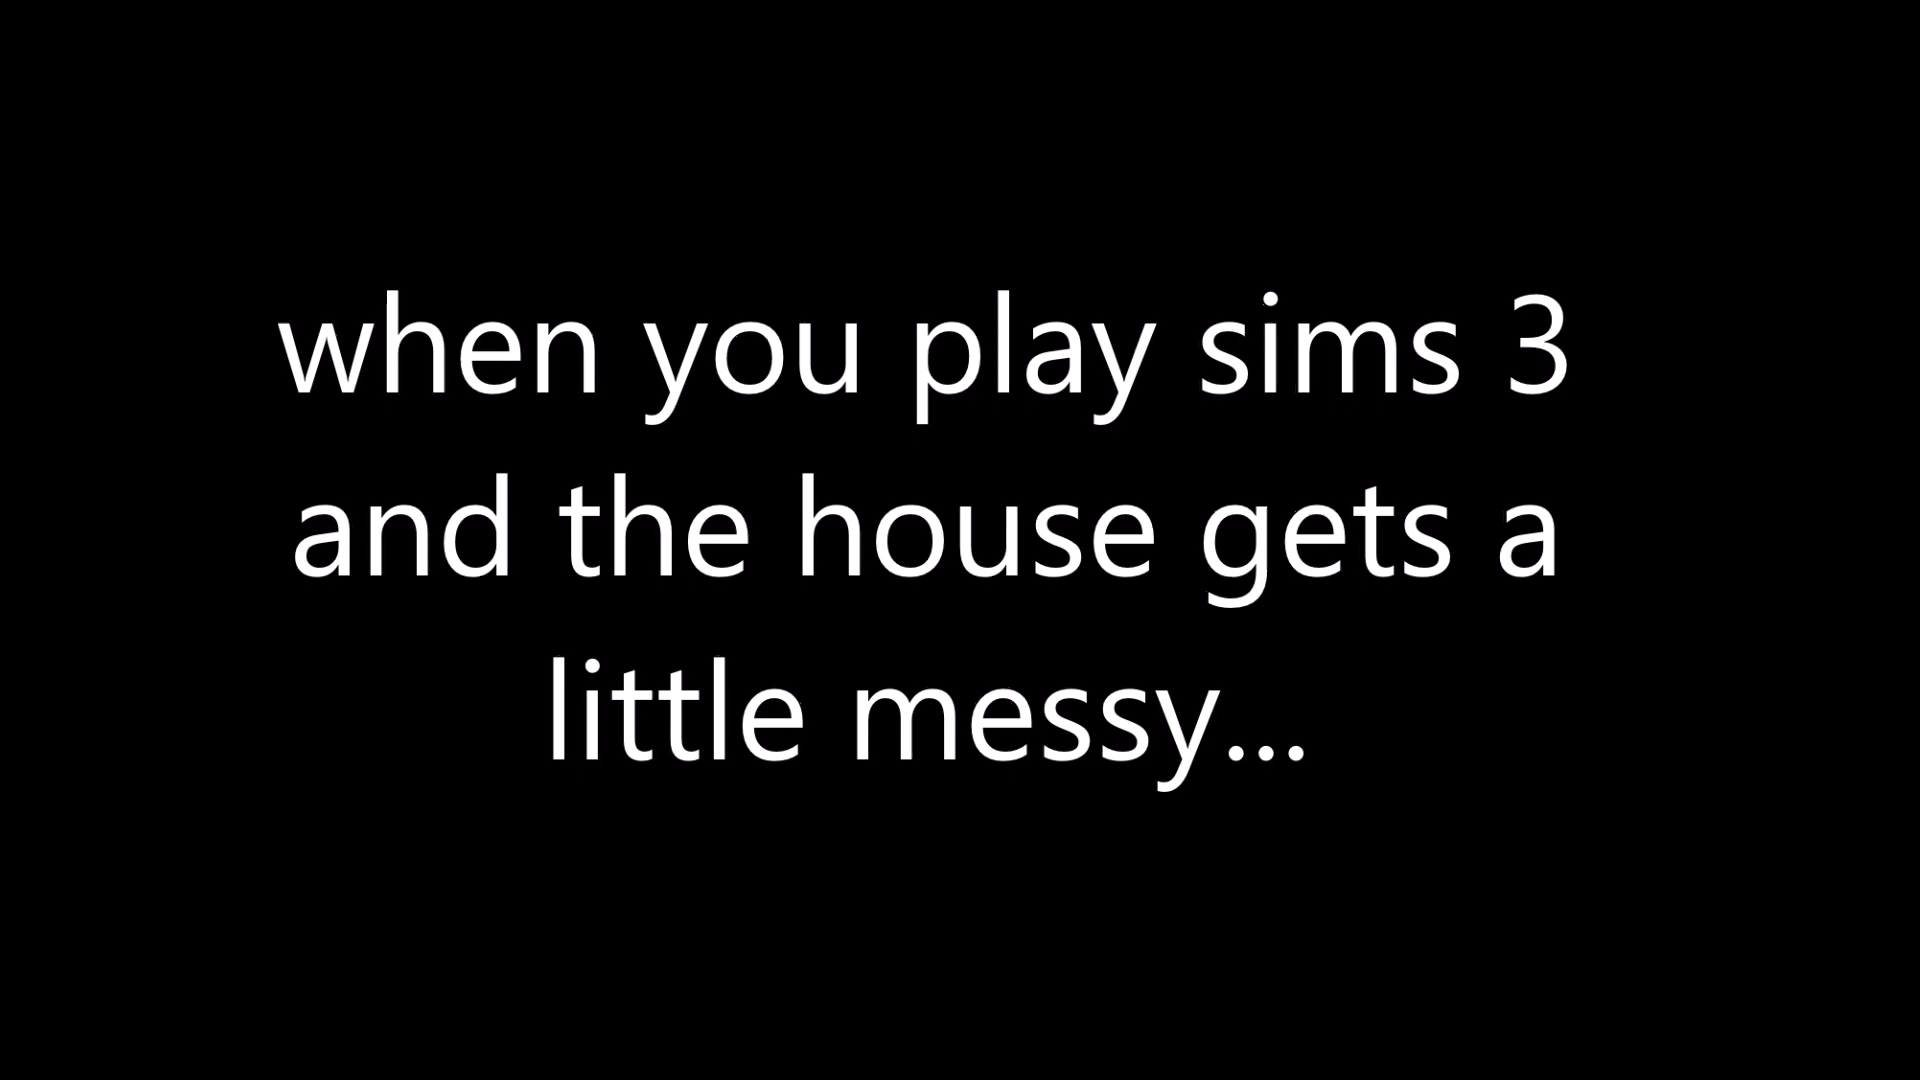 when you play sims 3
and the house gets a
little messy...